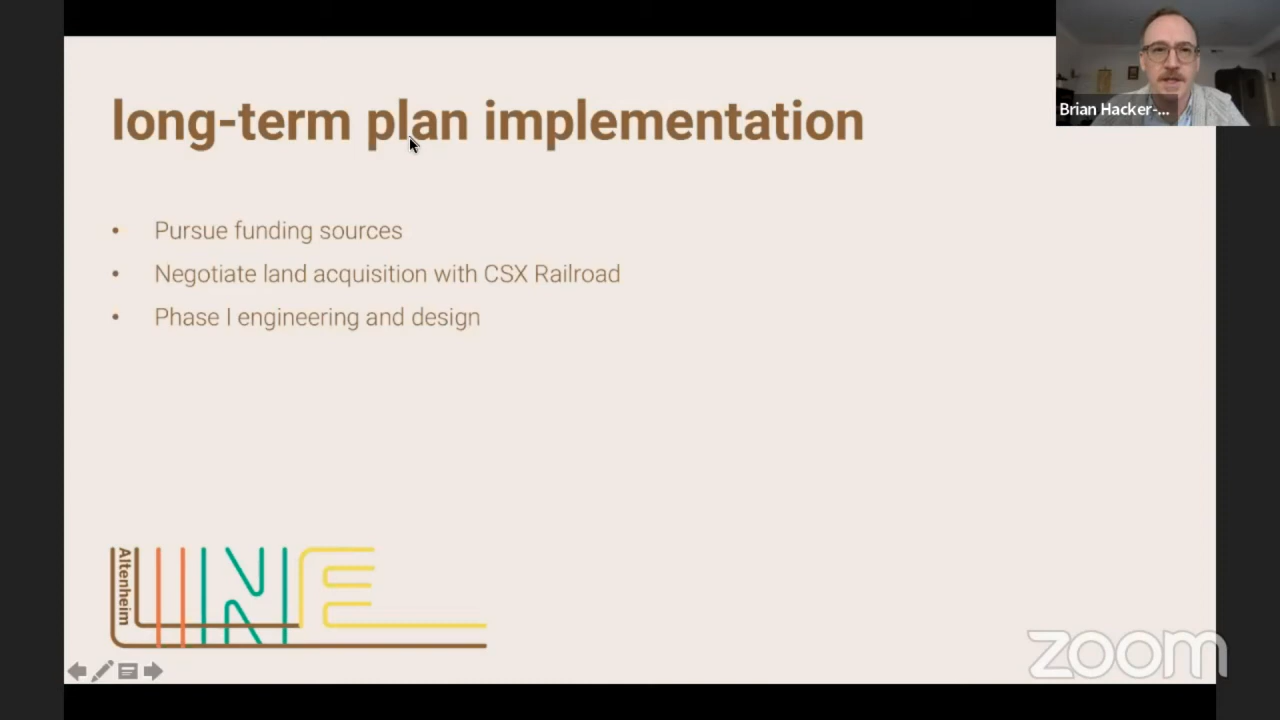 long-term plan implementation
Brian Hacker-...
• Pursue funding sources
• Negotiate land acquisition with CSX Railroad
• Phase I engineering and design
Altenheim
LINE
zoom